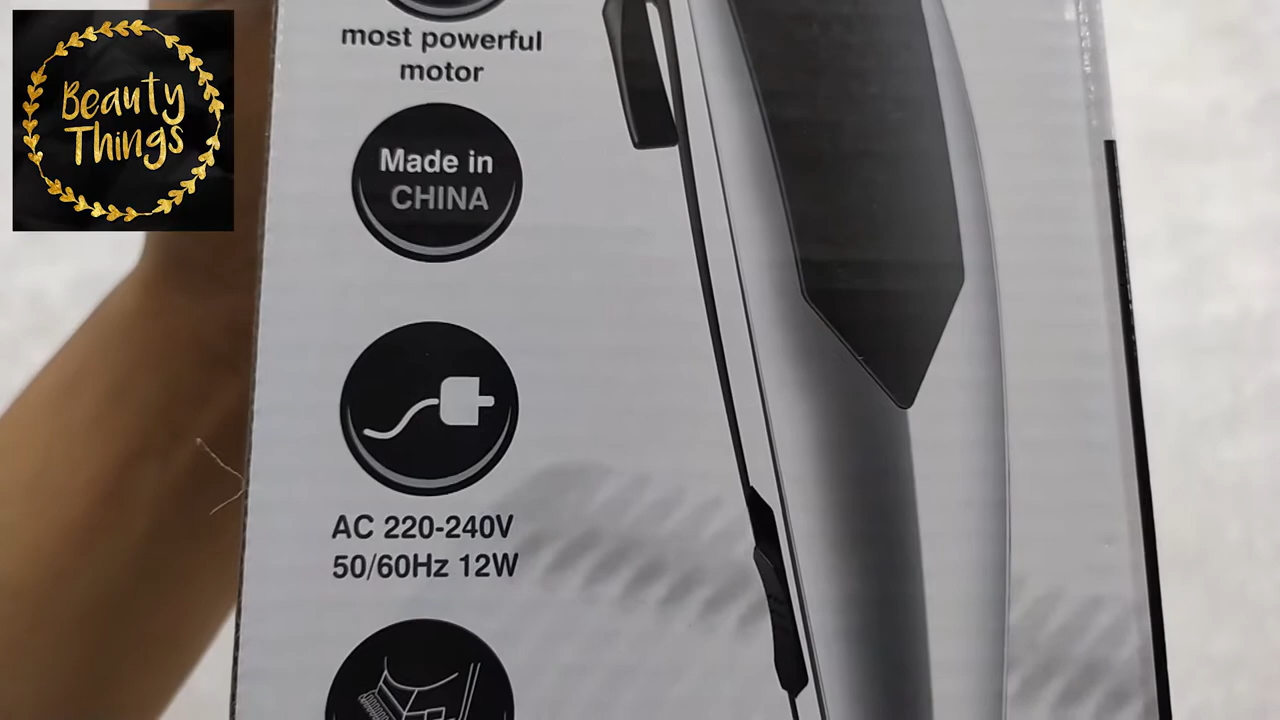 Beauty
Things
most powerful
motor
Made in
CHINA
AC 220-240V
50/60Hz 12W